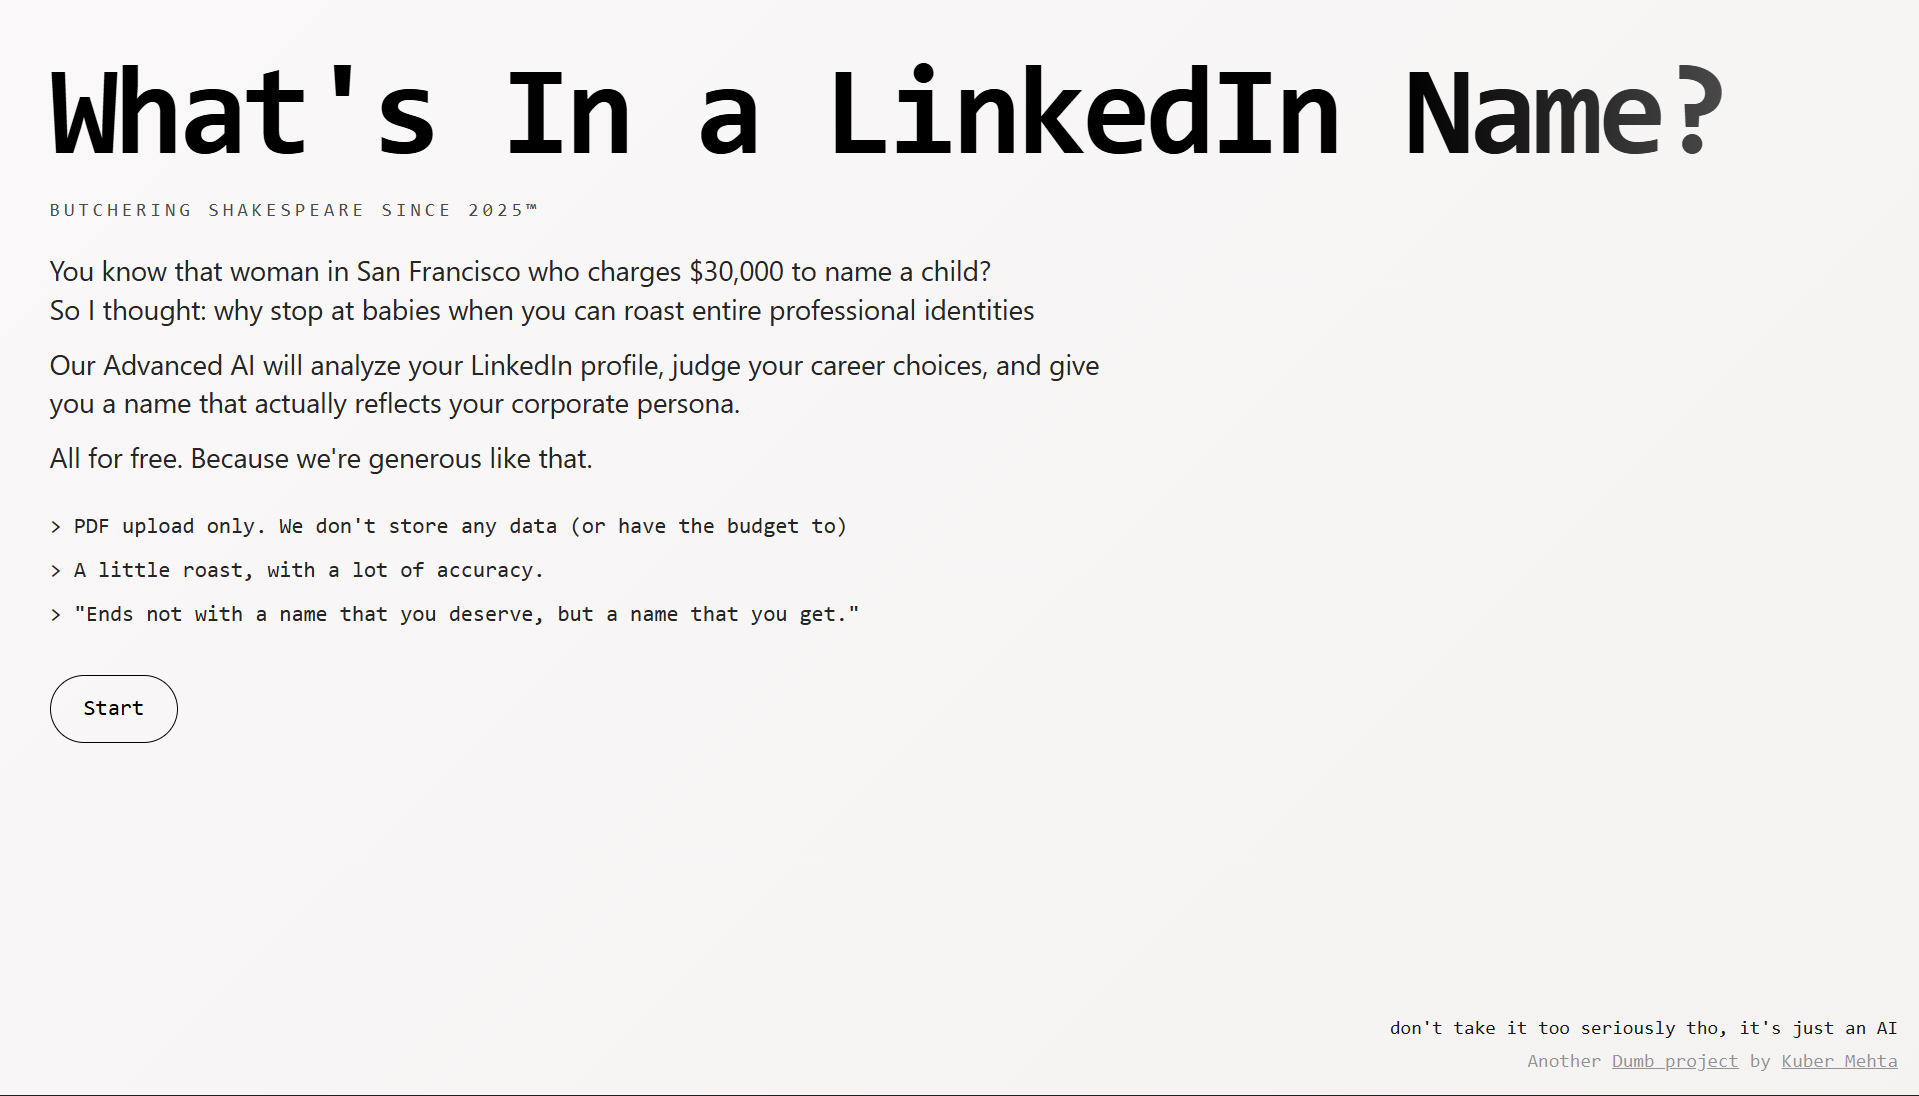 What's In a LinkedIn Name?
BUTCHERING SHAKESPEARE SINCE 2025™
You know that woman in San Francisco who charges $30,000 to name a child?
So I thought: why stop at babies when you can roast entire professional identities
Our Advanced AI will analyze your LinkedIn profile, judge your career choices, and give
you a name that actually reflects your corporate persona.
All for free. Because we're generous like that.
> PDF upload only. We don't store any data (or have the budget to)
> A little roast, with a lot of accuracy.
> "Ends not with a name that you deserve, but a name that you get."
Start
don't take it too seriously tho, it's just an AI
Another Dumb project by Kuber Mehta